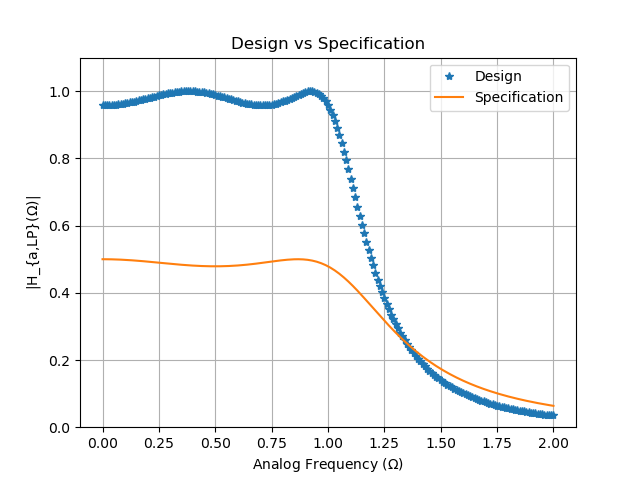 Design vs Specification
Design
Specification
|H_{a,LP}(Ω)|
1.0
0.8
0.6
0.4
0.2
0.0
0.00 0.25 0.50 0.75 1.00 1.25 1.50 1.75 2.00
Analog Frequency (Ω)